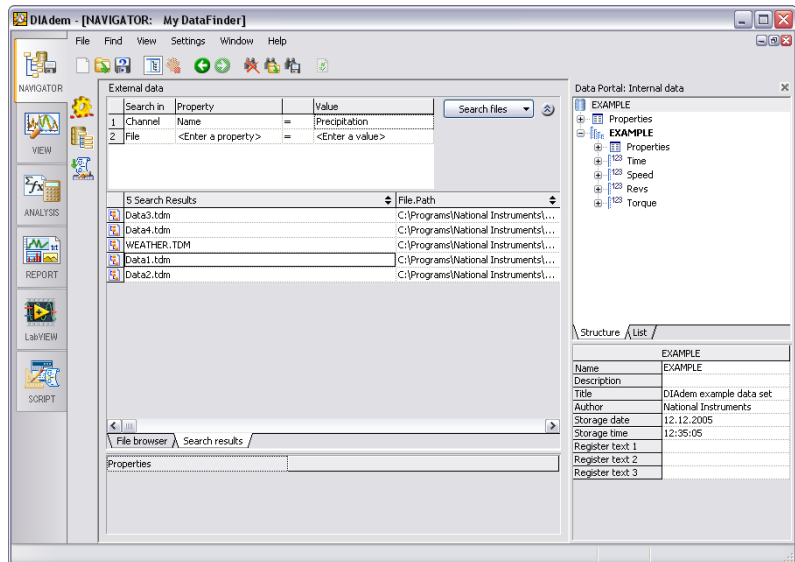 DIAdem - [NAVIGATOR: My DataFinder]
File Find View Settings Window Help
NAVIGATOR
VIEW
ANALYSIS
REPORT
LabVIEW
SCRIPT
External data
Search in Property Value
1 Channel Name = Precipitation
2 File <Enter a property> = <Enter a value>
Search files
5 Search Results File.Path
Data3.tdm C:\Programs\National Instruments\...
Data4.tdm C:\Programs\National Instruments\...
WEATHER.TDM C:\Programs\National Instruments\...
Data1.tdm C:\Programs\National Instruments\...
Data2.tdm C:\Programs\National Instruments\...
File browser Search results
Properties
Data Portal: Internal data
EXAMPLE
Properties
EXAMPLE
Properties
123 Time
123 Speed
123 Revs
123 Torque
Structure List
EXAMPLE
Name EXAMPLE
Description
Title DIAdem example data set
Author National Instruments
Storage date 12.12.2005
Storage time 12:35:05
Register text 1
Register text 2
Register text 3